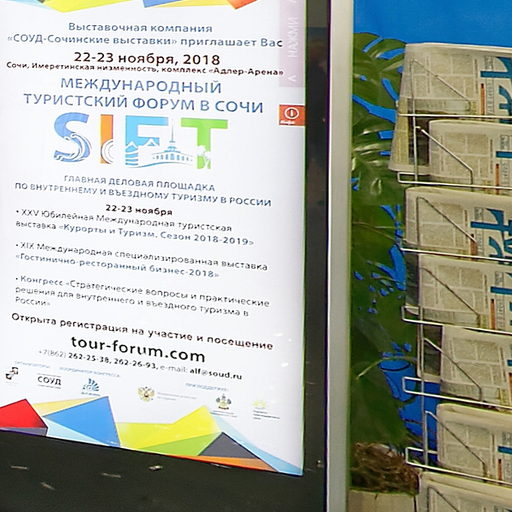 Выставочная компания
«СОУД-Сочинские выставки» приглашает Вас
22-23 ноября, 2018
Сочи, Имеретинская низменность, комплекс «Адлер-Арена»
МЕЖДУНАРОДНЫЙ
ТУРИСТСКИЙ ФОРУМ В СОЧИ
SIFT
ГЛАВНАЯ ДЕЛОВАЯ ПЛОЩАДКА
ПО ВНУТРЕННЕМУ И ВЪЕЗДНОМУ ТУРИЗМУ В РОССИИ
22-23 ноября
• XXV Юбилейная Международная туристская
выставка «Курорты и Туризм. Сезон 2018-2019»
• XIX Международная специализированная выставка
«Гостинично-ресторанный бизнес-2018»
• Конгресс «Стратегические вопросы и практические
решения для внутреннего и въездного туризма в
России»
Открыта регистрация на участие и посещение
tour-forum.com
+7(862) 262-25-38, 262-26-93, e-mail: alf@soud.ru
СОУД
НАЖМИ